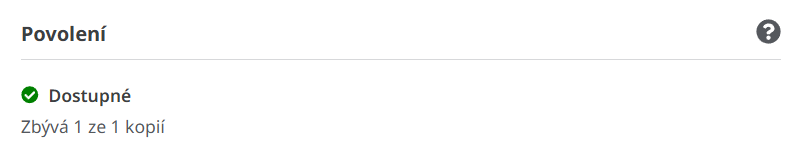 Povolení
Dostupné
Zbývá 1 ze 1 kopií